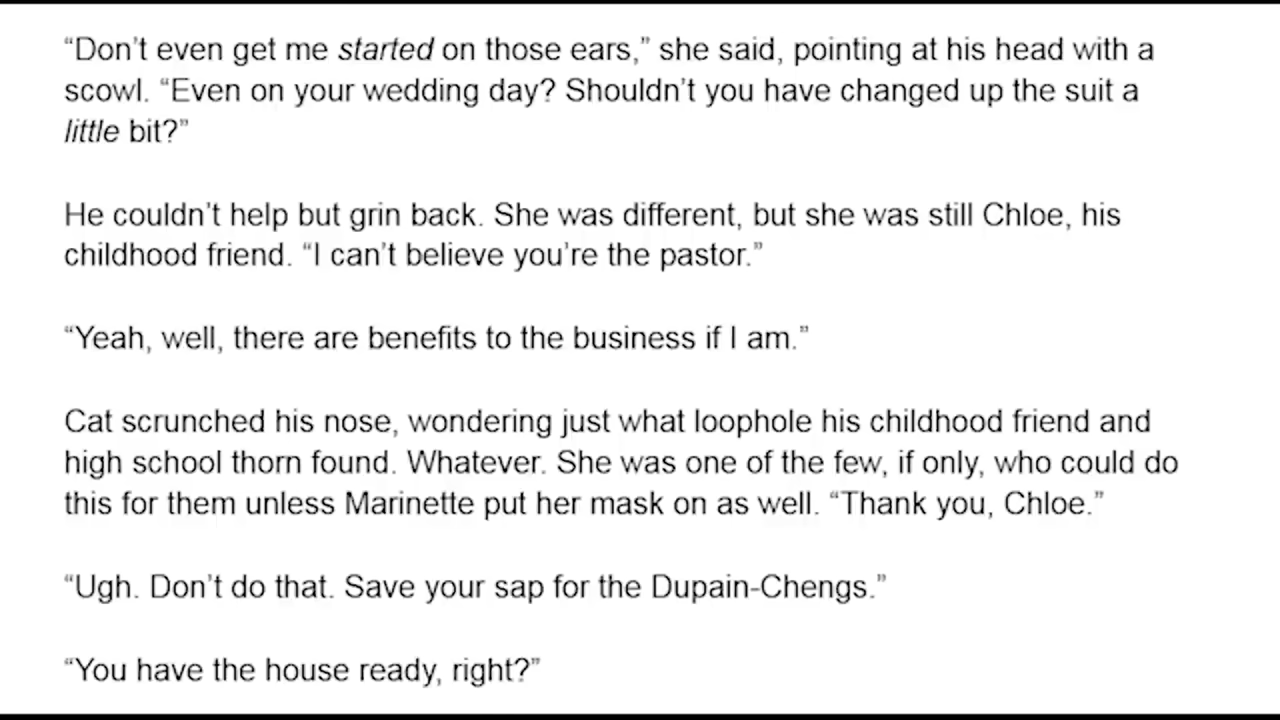 “Don’t even get me started on those ears,” she said, pointing at his head with a
scowl. “Even on your wedding day? Shouldn’t you have changed up the suit a
little bit?”
He couldn’t help but grin back. She was different, but she was still Chloe, his
childhood friend. “I can’t believe you’re the pastor.”
“Yeah, well, there are benefits to the business if I am.”
Cat scrunched his nose, wondering just what loophole his childhood friend and
high school thorn found. Whatever. She was one of the few, if only, who could do
this for them unless Marinette put her mask on as well. “Thank you, Chloe.”
“Ugh. Don’t do that. Save your sap for the Dupain-Chengs.”
“You have the house ready, right?”